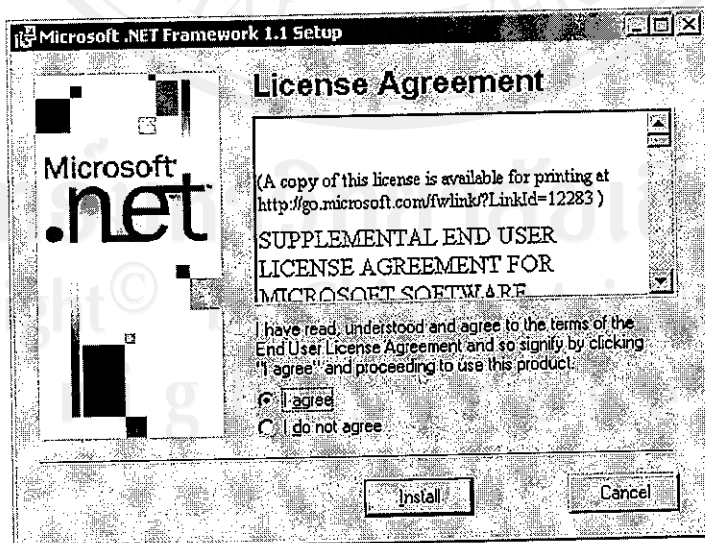 Microsoft .NET Framework 1.1 Setup
License Agreement
Microsoft
.net
(A copy of this license is available for printing at
http://go.microsoft.com/fwlink/?LinkId=12283 )
SUPPLEMENTAL END USER
LICENSE AGREEMENT FOR
MICROSOFT SOFTWARE
I have read, understood and agree to the terms of the
End User License Agreement and so signify by clicking
"I agree" and proceeding to use this product.
I agree
I do not agree
Install
Cancel